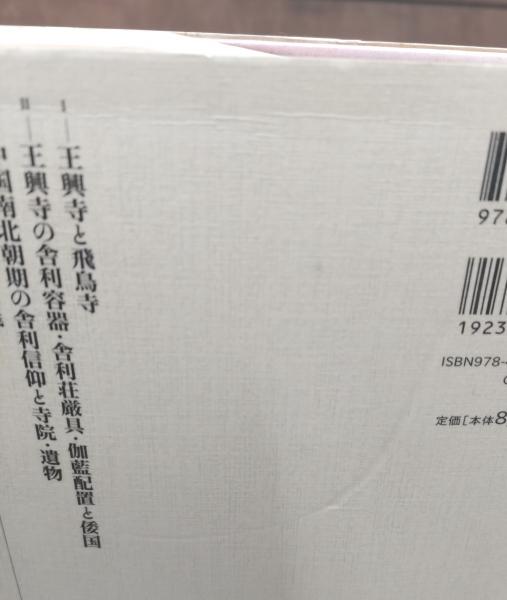 I―王興寺と飛鳥寺
II―王興寺の舎利容器・舎利荘厳具・伽藍配置と倭国
中国南北朝期の舎利信仰と寺院・遺物
97
1923
ISBN978-
定価[本体8